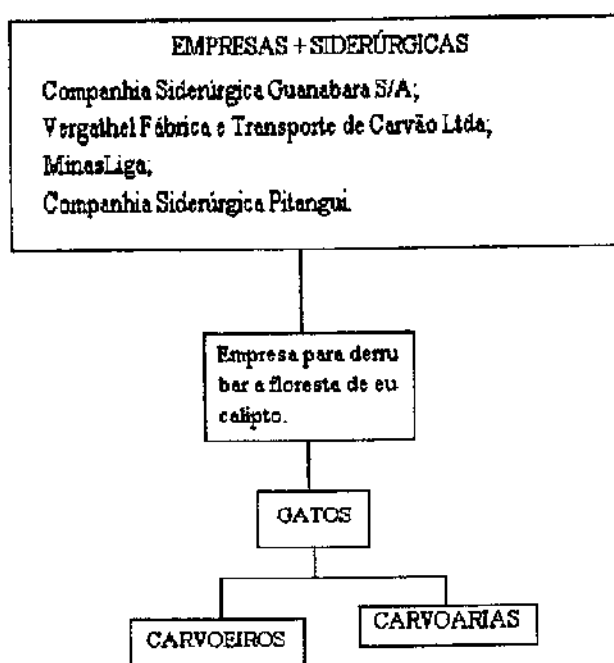 EMPRESAS + SIDERÚRGICAS
Companhia Siderúrgica Guanabara S/A;
Vergalhel Fábrica e Transporte de Carvão Ltda;
MinasLiga;
Companhia Siderúrgica Pitangui.
Empresa para derru
bar a floresta de eu
calipto.
GATOS
CARVOEIROS
CARVOARIAS